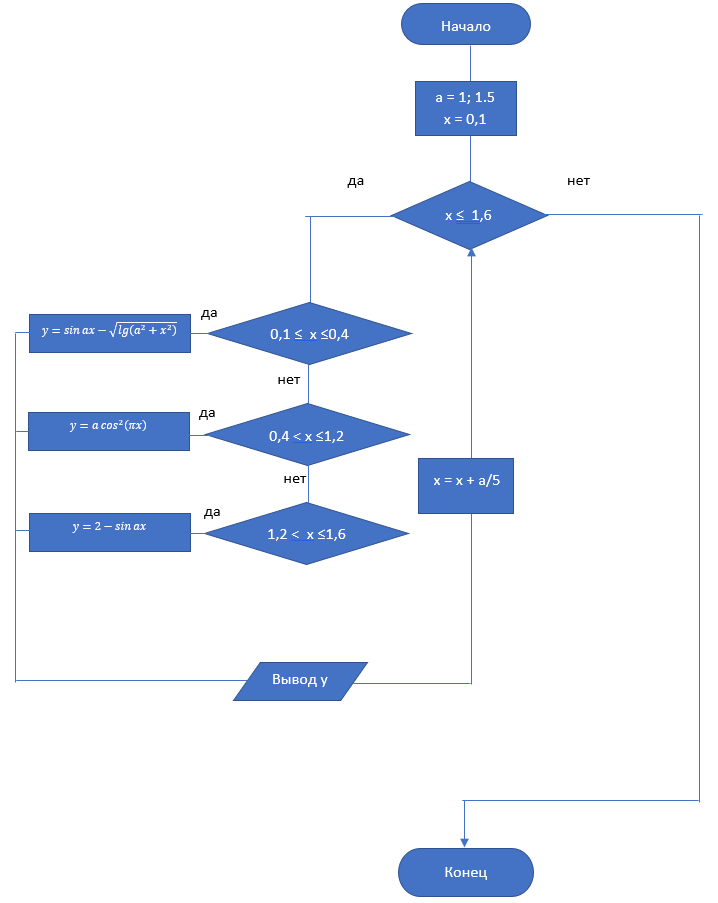 Начало
a = 1; 1.5
x = 0,1
да
нет
x ≤ 1,6
да
y = sin ax − √lg(a² + x²)
0,1 ≤ x ≤0,4
нет
да
y = a cos²(πx)
0,4 < x ≤1,2
x = x + a/5
нет
да
y = 2 − sin ax
1,2 < x ≤1,6
Вывод y
Конец